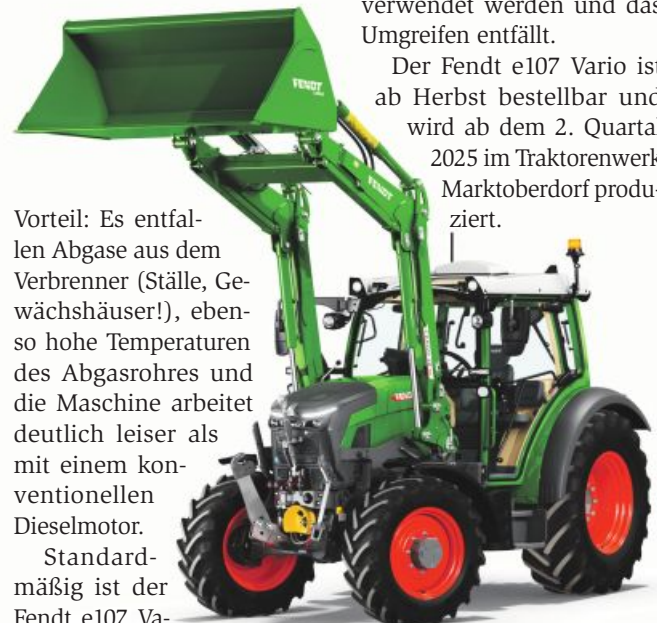 Vorteil: Es entfal-
len Abgase aus dem
Verbrenner (Ställe, Ge-
wächshäuser!), eben-
so hohe Temperaturen
des Abgasrohres und
die Maschine arbeitet
deutlich leiser als
mit einem kon-
ventionellen
Dieselmotor.
Standard-
mäßig ist der
Fendt e107 Va-
verwendet werden und das
Umgreifen entfällt.
Der Fendt e107 Vario ist
ab Herbst bestellbar und
wird ab dem 2. Quartal
2025 im Traktorenwerk
Marktoberdorf produ-
ziert.
FENDT
FENDT
FENDT